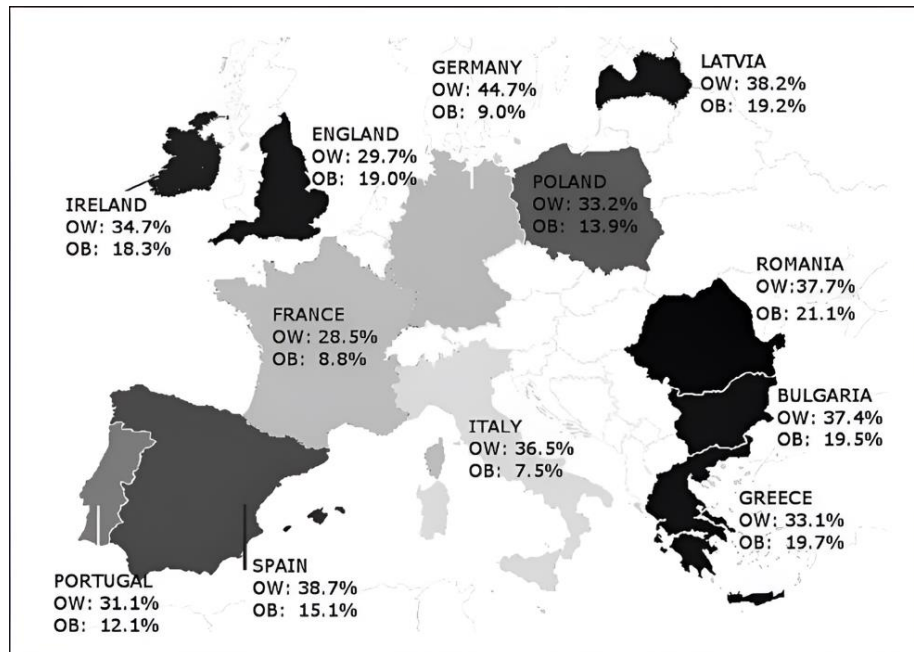 GERMANY
OW: 44.7%
OB: 9.0%
LATVIA
OW: 38.2%
OB: 19.2%
ENGLAND
OW: 29.7%
OB: 19.0%
IRELAND
OW: 34.7%
OB: 18.3%
POLAND
OW: 33.2%
OB: 13.9%
ROMANIA
OW:37.7%
OB: 21.1%
FRANCE
OW: 28.5%
OB: 8.8%
BULGARIA
OW: 37.4%
OB: 19.5%
ITALY
OW: 36.5%
OB: 7.5%
GREECE
OW: 33.1%
OB: 19.7%
PORTUGAL
OW: 31.1%
OB: 12.1%
SPAIN
OW: 38.7%
OB: 15.1%